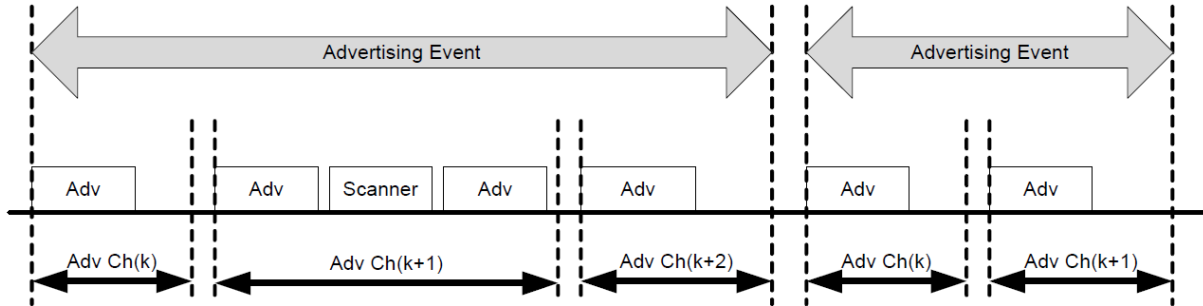 Advertising Event
Advertising Event
Adv
Adv
Scanner
Adv
Adv
Adv
Adv
Adv Ch(k)
Adv Ch(k+1)
Adv Ch(k+2)
Adv Ch(k)
Adv Ch(k+1)